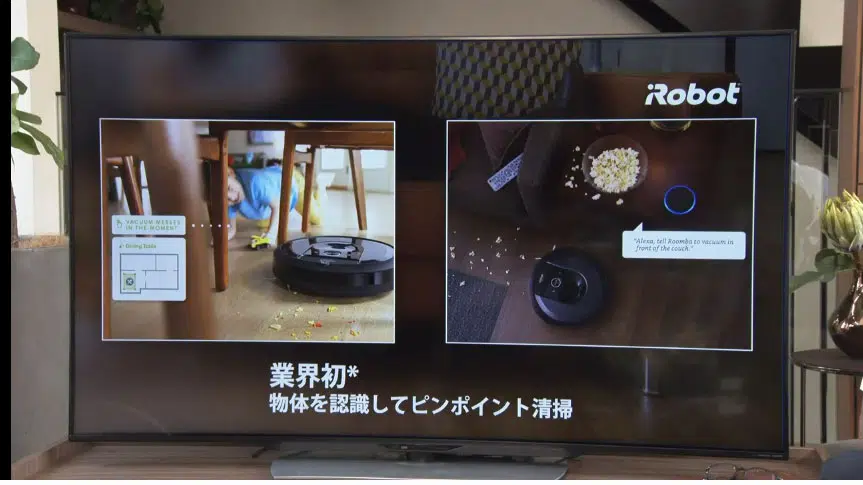 iRobot
VACUUM MESSES
IN THE MOMENT
Dining Table
"Alexa, tell Roomba to vacuum in
front of the couch."
業界初*
物体を認識してピンポイント清掃